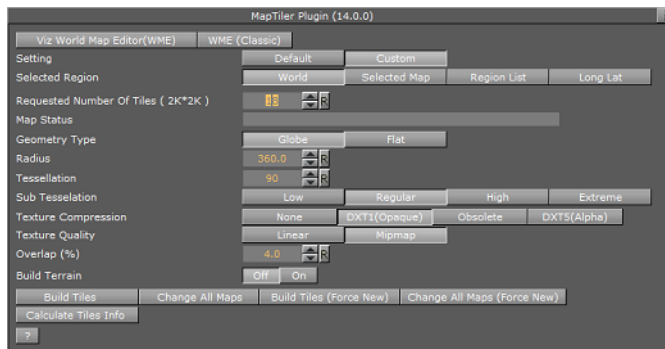 MapTiler Plugin (14.0.0)
Viz World Map Editor(WME) WME (Classic)
Setting Default Custom
Selected Region World Selected Map Region List Long Lat
Requested Number Of Tiles ( 2K*2K ) 18 R
Map Status
Geometry Type Globe Flat
Radius 360.0 R
Tessellation 90 R
Sub Tesselation Low Regular High Extreme
Texture Compression None DXT1(Opaque) Obsolete DXT5(Alpha)
Texture Quality Linear Mipmap
Overlap (%) 4.0 R
Build Terrain Off On
Build Tiles Change All Maps Build Tiles (Force New) Change All Maps (Force New)
Calculate Tiles Info
?